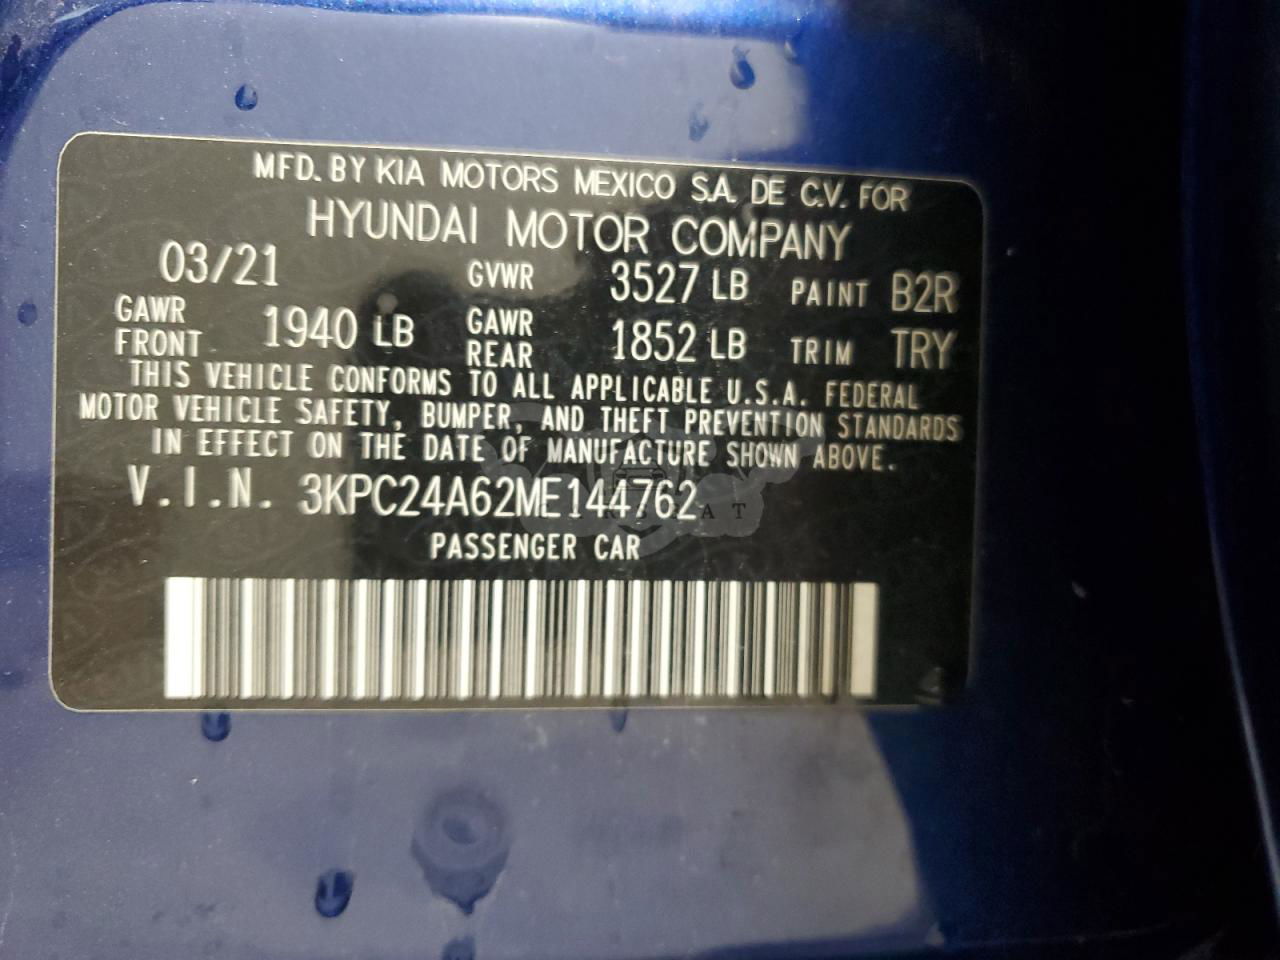 MFD. BY KIA MOTORS MEXICO S.A. DE C.V. FOR
HYUNDAI MOTOR COMPANY
03/21 GVWR 3527 LB PAINT B2R
GAWR FRONT 1940 LB GAWR REAR 1852 LB TRIM TRY
THIS VEHICLE CONFORMS TO ALL APPLICABLE U.S.A. FEDERAL
MOTOR VEHICLE SAFETY, BUMPER, AND THEFT PREVENTION STANDARDS
IN EFFECT ON THE DATE OF MANUFACTURE SHOWN ABOVE.
V.I.N. 3KPC24A62ME144762
PASSENGER CAR